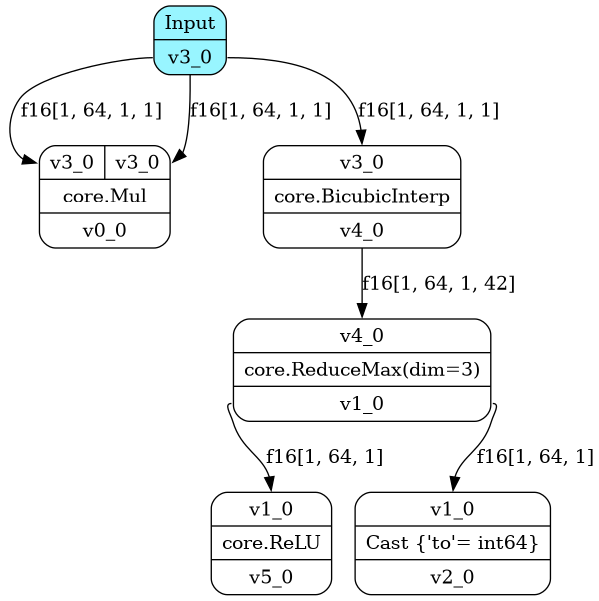 Input
v3_0
f16[1, 64, 1, 1]
f16[1, 64, 1, 1]
f16[1, 64, 1, 1]
v3_0
v3_0
core.Mul
v0_0
v3_0
core.BicubicInterp
v4_0
f16[1, 64, 1, 42]
v4_0
core.ReduceMax(dim=3)
v1_0
f16[1, 64, 1]
f16[1, 64, 1]
v1_0
core.ReLU
v5_0
v1_0
Cast {'to'= int64}
v2_0